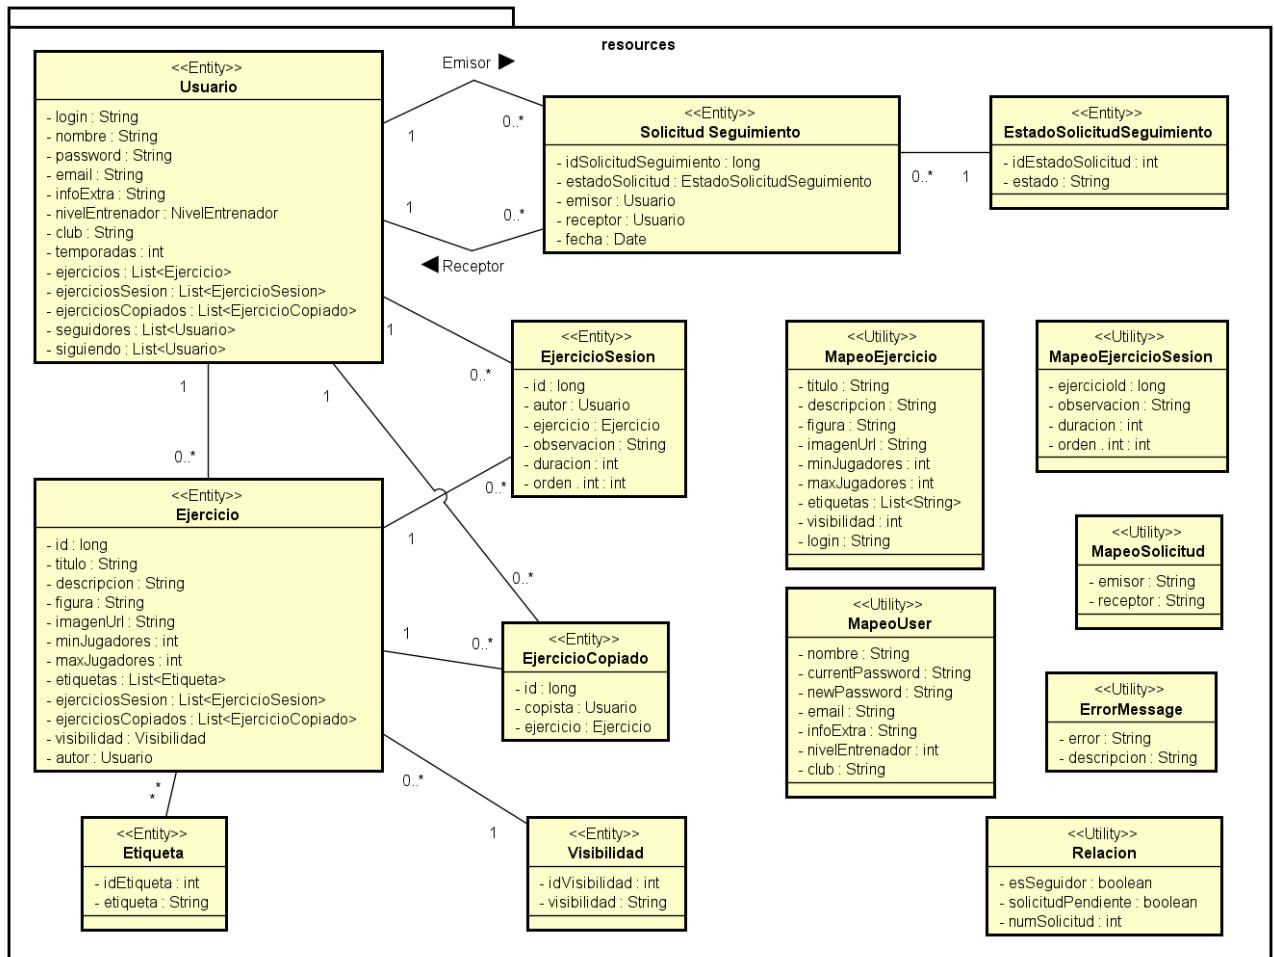 resources
<<Entity>>
Usuario
- login : String
- nombre : String
- password : String
- email : String
- infoExtra : String
- nivelEntrenador : NivelEntrenador
- club : String
- temporadas : int
- ejercicios : List<Ejercicio>
- ejerciciosSesion : List<EjercicioSesion>
- ejerciciosCopiados : List<EjercicioCopiado>
- seguidores : List<Usuario>
- siguiendo : List<Usuario>
Emisor
1
0..*
1
0..*
Receptor
<<Entity>>
Solicitud Seguimiento
- idSolicitudSeguimiento : long
- estadoSolicitud : EstadoSolicitudSeguimiento
- emisor : Usuario
- receptor : Usuario
- fecha : Date
0..*
1
<<Entity>>
EstadoSolicitudSeguimiento
- idEstadoSolicitud : int
- estado : String
1
0..*
<<Entity>>
EjercicioSesion
- id : long
- autor : Usuario
- ejercicio : Ejercicio
- observacion : String
- duracion : int
- orden . int : int
<<Utility>>
MapeoEjercicio
- titulo : String
- descripcion : String
- figura : String
- imagenUrl : String
- minJugadores : int
- maxJugadores : int
- etiquetas : List<String>
- visibilidad : int
- login : String
<<Utility>>
MapeoEjercicioSesion
- ejercicioId : long
- observacion : String
- duracion : int
- orden . int : int
1
1
0..*
0..*
1
0..*
<<Entity>>
Ejercicio
- id : long
- titulo : String
- descripcion : String
- figura : String
- imagenUrl : String
- minJugadores : int
- maxJugadores : int
- etiquetas : List<Etiqueta>
- ejerciciosSesion : List<EjercicioSesion>
- ejerciciosCopiados : List<EjercicioCopiado>
- visibilidad : Visibilidad
- autor : Usuario
1
0..*
<<Entity>>
EjercicioCopiado
- id : long
- copista : Usuario
- ejercicio : Ejercicio
<<Utility>>
MapeoUser
- nombre : String
- currentPassword : String
- newPassword : String
- email : String
- infoExtra : String
- nivelEntrenador : int
- club : String
<<Utility>>
MapeoSolicitud
- emisor : String
- receptor : String
<<Utility>>
ErrorMessage
- error : String
- descripcion : String
*
*
0..*
1
<<Entity>>
Etiqueta
- idEtiqueta : int
- etiqueta : String
<<Entity>>
Visibilidad
- idVisibilidad : int
- visibilidad : String
<<Utility>>
Relacion
- esSeguidor : boolean
- solicitudPendiente : boolean
- numSolicitud : int